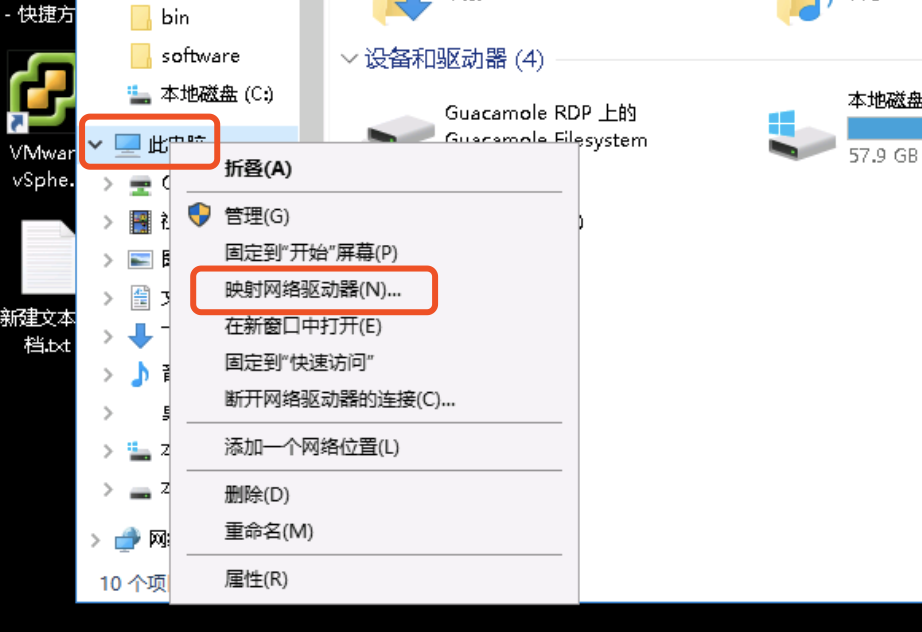 - 快捷方
VMwar
vSphe.
新建文本
档.txt
bin
software
本地磁盘 (C:)
此电脑
10 个项
设备和驱动器 (4)
Guacamole RDP 上的
Guacamole Filesystem
本地磁盘
57.9 GB
折叠(A)
管理(G)
固定到"开始"屏幕(P)
映射网络驱动器(N)...
在新窗口中打开(E)
固定到"快速访问"
断开网络驱动器的连接(C)...
添加一个网络位置(L)
删除(D)
重命名(M)
属性(R)